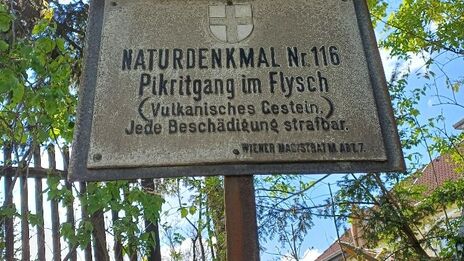 NATURDENKMAL Nr. 116
Pikritgang im Flysch
(Vulkanisches Gestein.)
Jede Beschädigung strafbar.
WIENER MAGISTRAT M. ABT. 7.